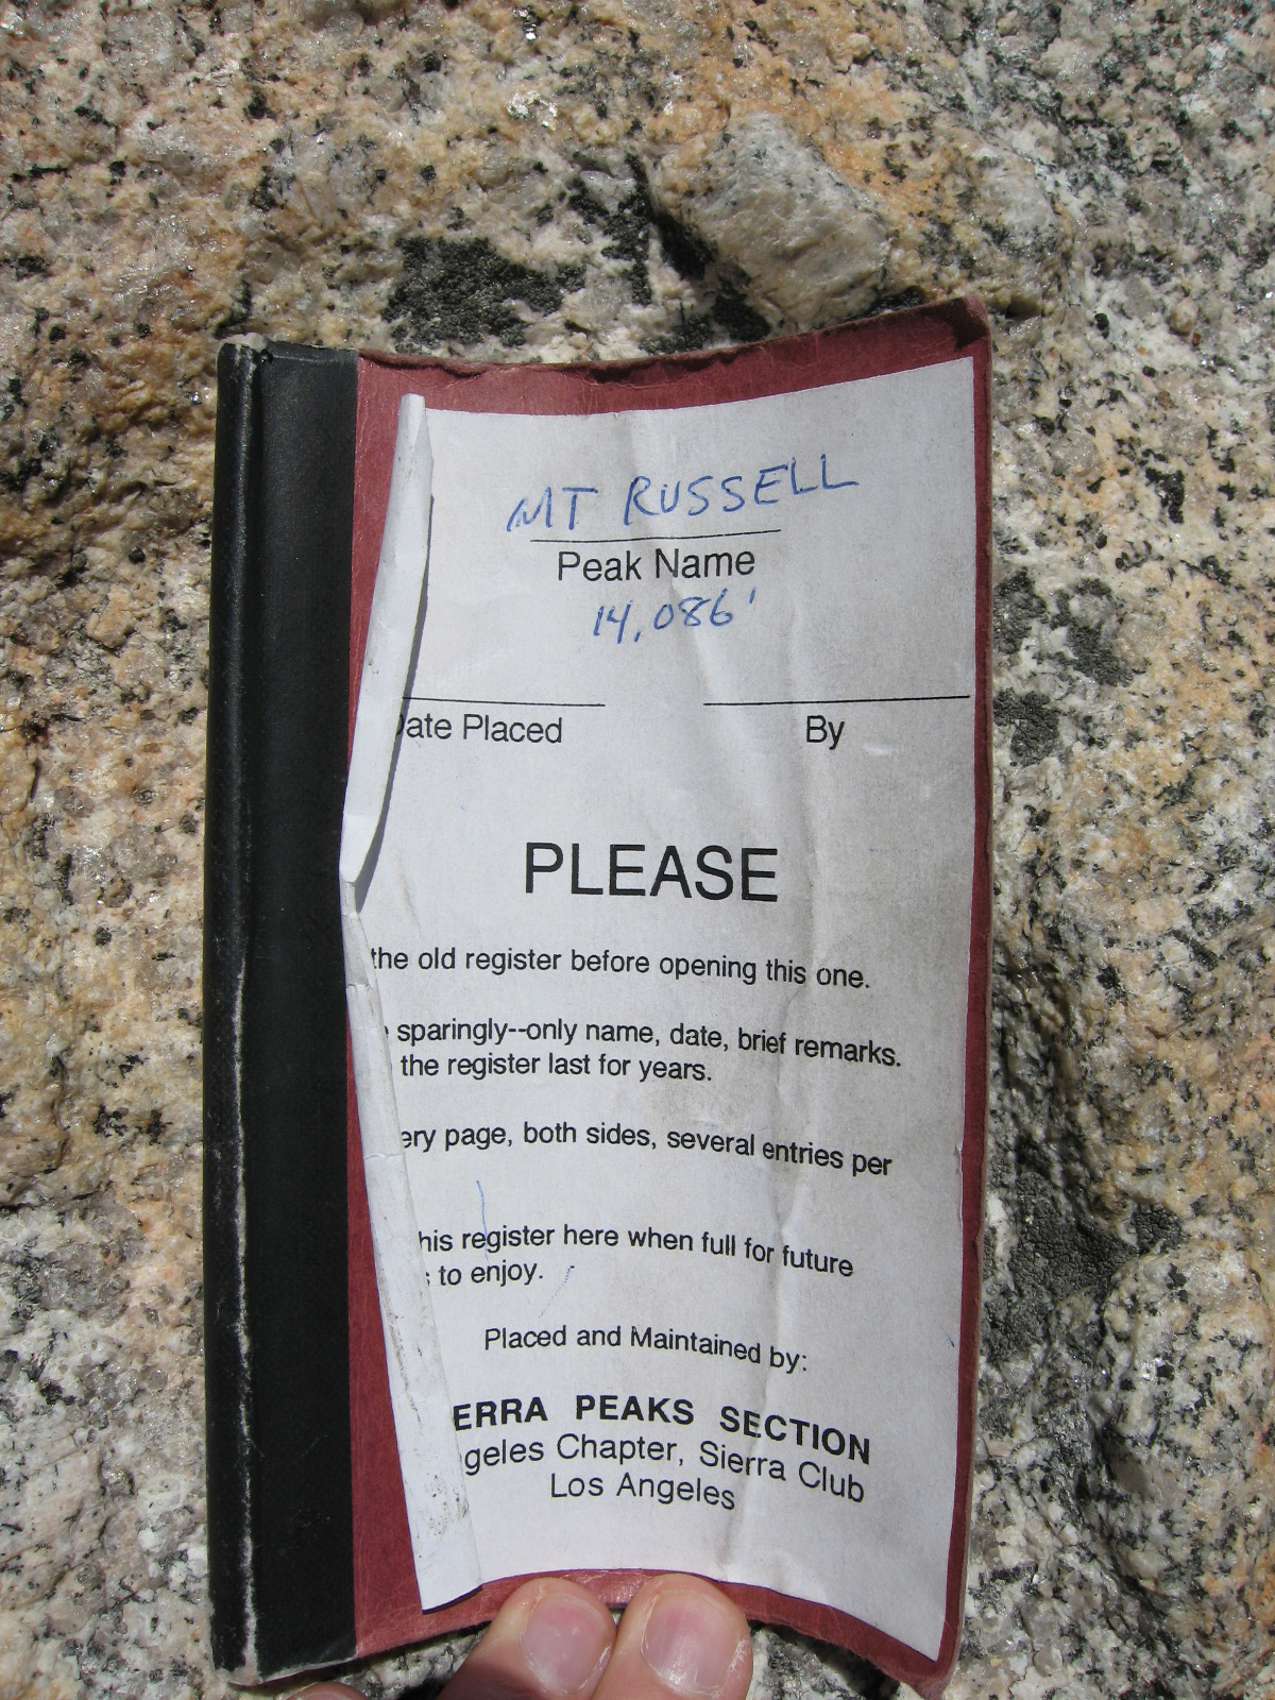 MT RUSSELL
Peak Name
14,086'
Date Placed By
PLEASE
the old register before opening this one.
sparingly--only name, date, brief remarks.
the register last for years.
ery page, both sides, several entries per
his register here when full for future
to enjoy.
Placed and Maintained by:
ERRA PEAKS SECTION
geles Chapter, Sierra Club
Los Angeles